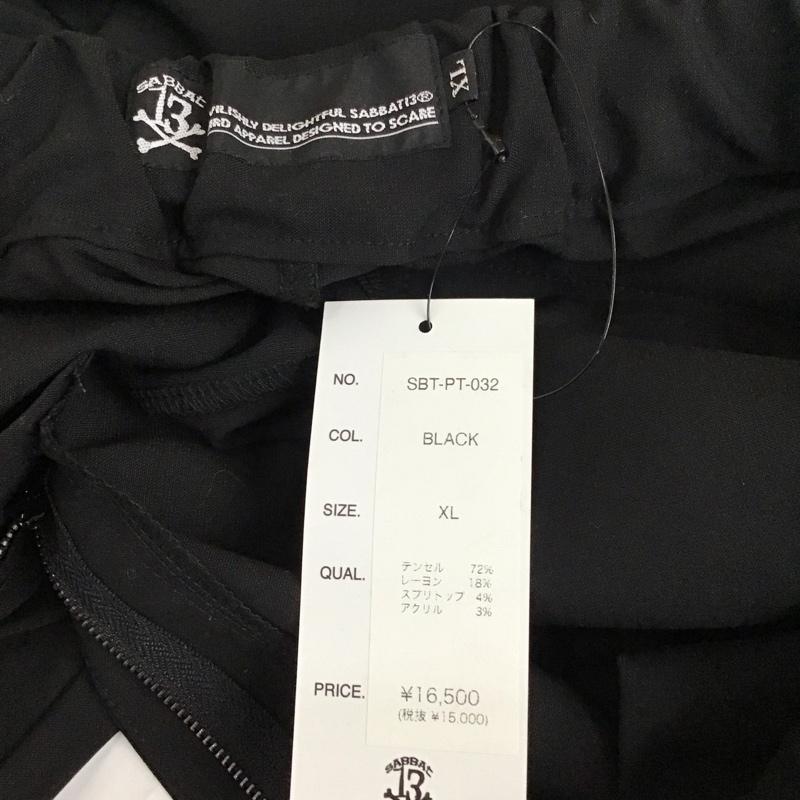 SABBAT
13
VILISHLY DELIGHTFUL SABBAT13®
RD APPAREL DESIGNED TO SCARE
XL
NO. SBT-PT-032
COL. BLACK
SIZE. XL
QUAL. テンセル 72%
レーヨン 18%
スプリトップ 4%
アクリル 3%
PRICE. ¥16,500
(税抜 ¥15,000)
SABBAT
13